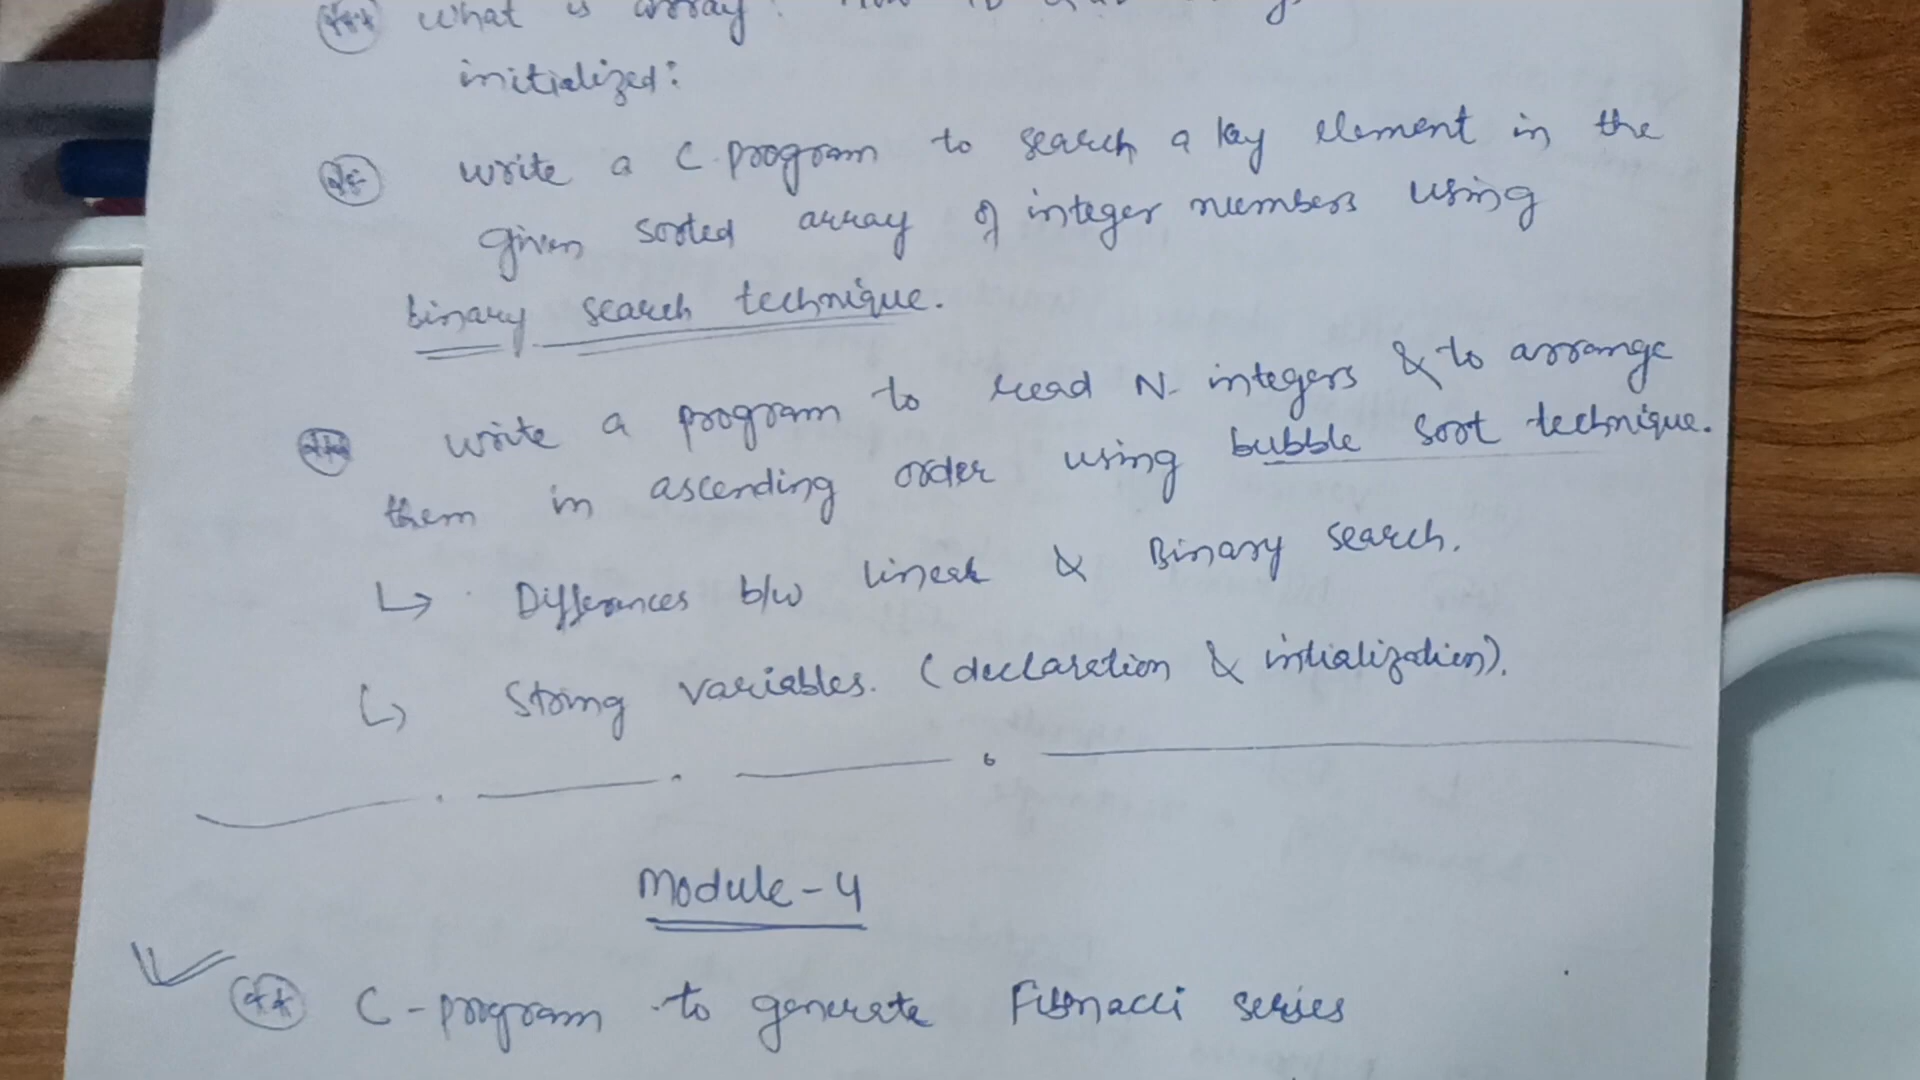 What is array?
initialized?
write a C program to search a key element in the
given sorted array of integer numbers using
binary search technique.
write a program to read N- integers & to arrange
them in ascending order using bubble sort technique.
↳ Differences b/w linear & Binary search.
↳ String variables. (declaration & initialization).
Module-4
** C-program to generate Fibonacci series